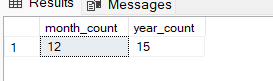 Results Messages
month_count year_count
1 12 15